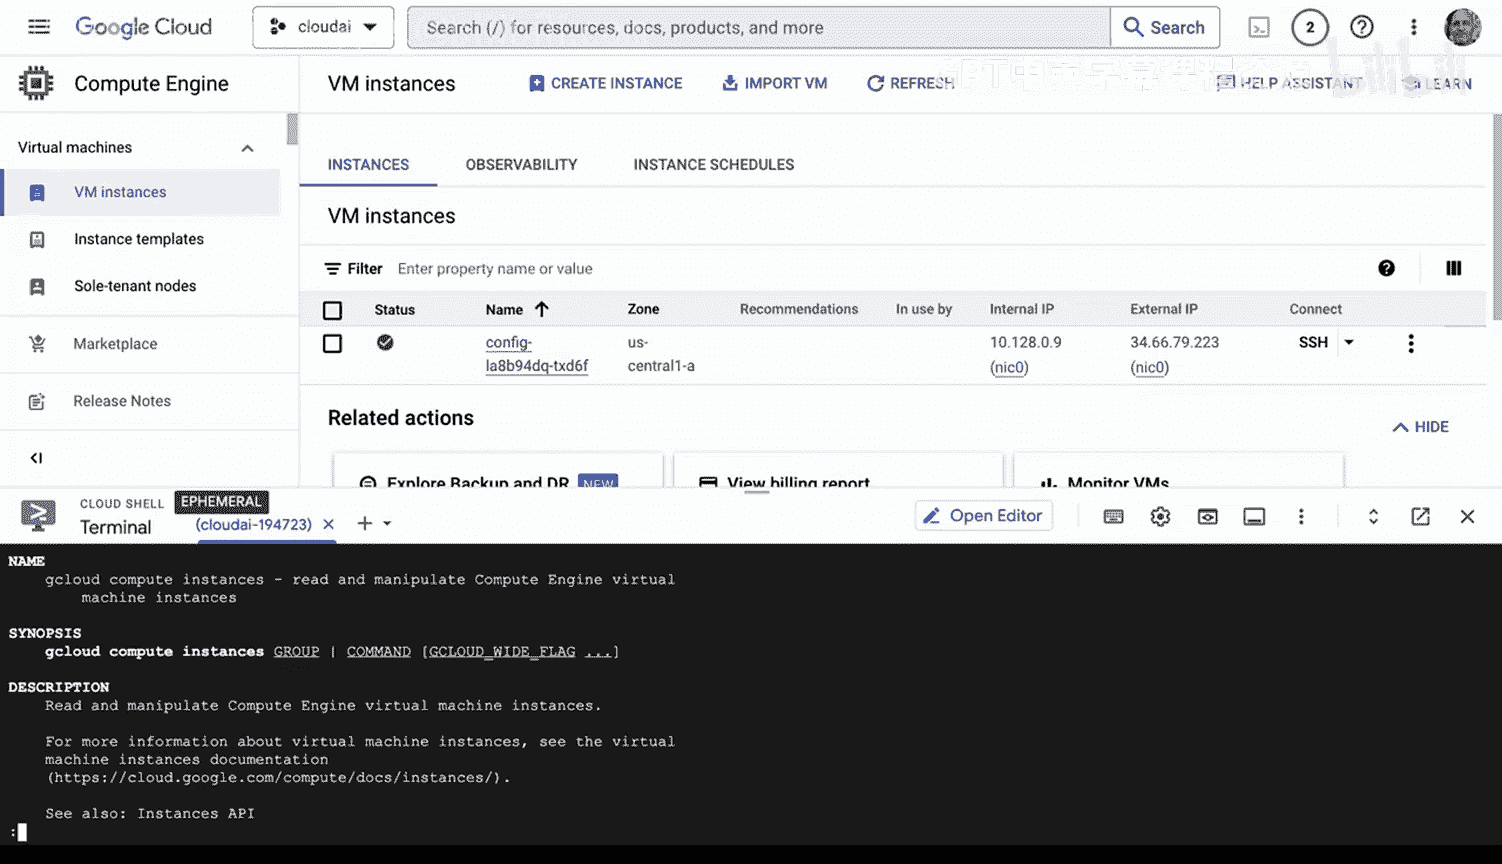 Google Cloud
cloudai
Search (/) for resources, docs, products, and more
Search
2
Compute Engine
VM instances
CREATE INSTANCE
IMPORT VM
REFRESH
HELP ASSISTANT
LEARN
Virtual machines
VM instances
Instance templates
Sole-tenant nodes
Marketplace
Release Notes
INSTANCES
OBSERVABILITY
INSTANCE SCHEDULES
VM instances
Filter
Enter property name or value
Status
Name
Zone
Recommendations
In use by
Internal IP
External IP
Connect
config-
la8b94dq-txd6f
us-
central1-a
10.128.0.9
(nic0)
34.66.79.223
(nic0)
SSH
Related actions
HIDE
Explore Backup and DR NEW
View billing report
Monitor VMs
CLOUD SHELL
Terminal
EPHEMERAL
(cloudai-194723)
Open Editor
NAME
gcloud compute instances - read and manipulate Compute Engine virtual
machine instances
SYNOPSIS
gcloud compute instances GROUP | COMMAND [GCLOUD_WIDE_FLAG ...]
DESCRIPTION
Read and manipulate Compute Engine virtual machine instances.
For more information about virtual machine instances, see the virtual
machine instances documentation
(https://cloud.google.com/compute/docs/instances/).
See also: Instances API
: